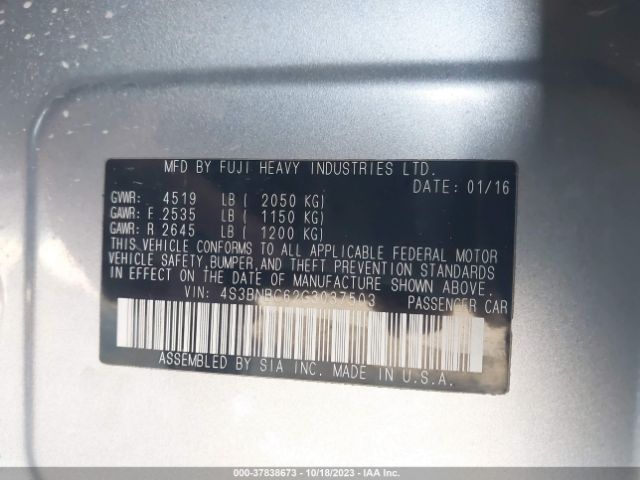 MFD BY FUJI HEAVY INDUSTRIES LTD.
DATE: 01/16
GVWR: 4519 LB ( 2050 KG)
GAWR: F 2535 LB ( 1150 KG)
GAWR: R 2645 LB ( 1200 KG)
THIS VEHICLE CONFORMS TO ALL APPLICABLE FEDERAL MOTOR
VEHICLE SAFETY, BUMPER, AND THEFT PREVENTION STANDARDS
IN EFFECT ON THE DATE OF MANUFACTURE SHOWN ABOVE.
VIN: 4S3BNBC62G3037503 PASSENGER CAR
ASSEMBLED BY SIA INC. MADE IN U.S.A.
000-37838673 - 10/18/2023 - IAA Inc.